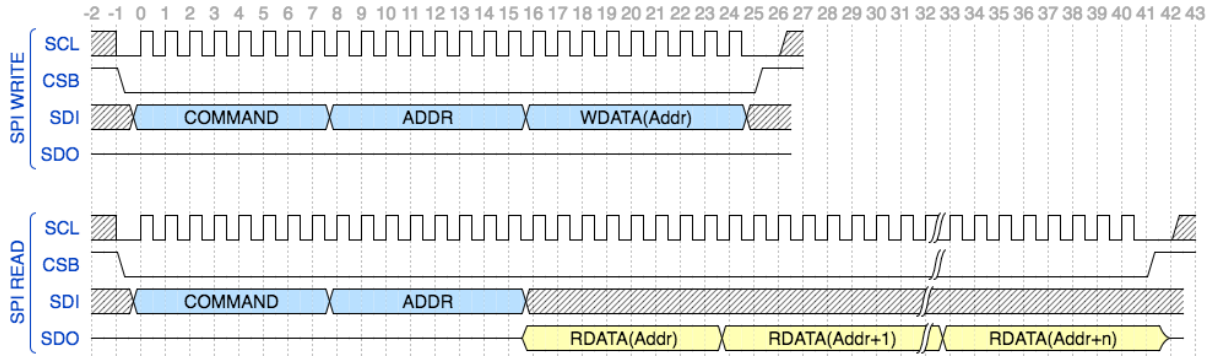 -2 -1 0 1 2 3 4 5 6 7 8 9 10 11 12 13 14 15 16 17 18 19 20 21 22 23 24 25 26 27 28 29 30 31 32 33 34 35 36 37 38 39 40 41 42 43
SPI WRITE
SCL
CSB
SDI COMMAND ADDR WDATA(Addr)
SDO
SPI READ
SCL
CSB
SDI COMMAND ADDR
SDO RDATA(Addr) RDATA(Addr+1) RDATA(Addr+n)